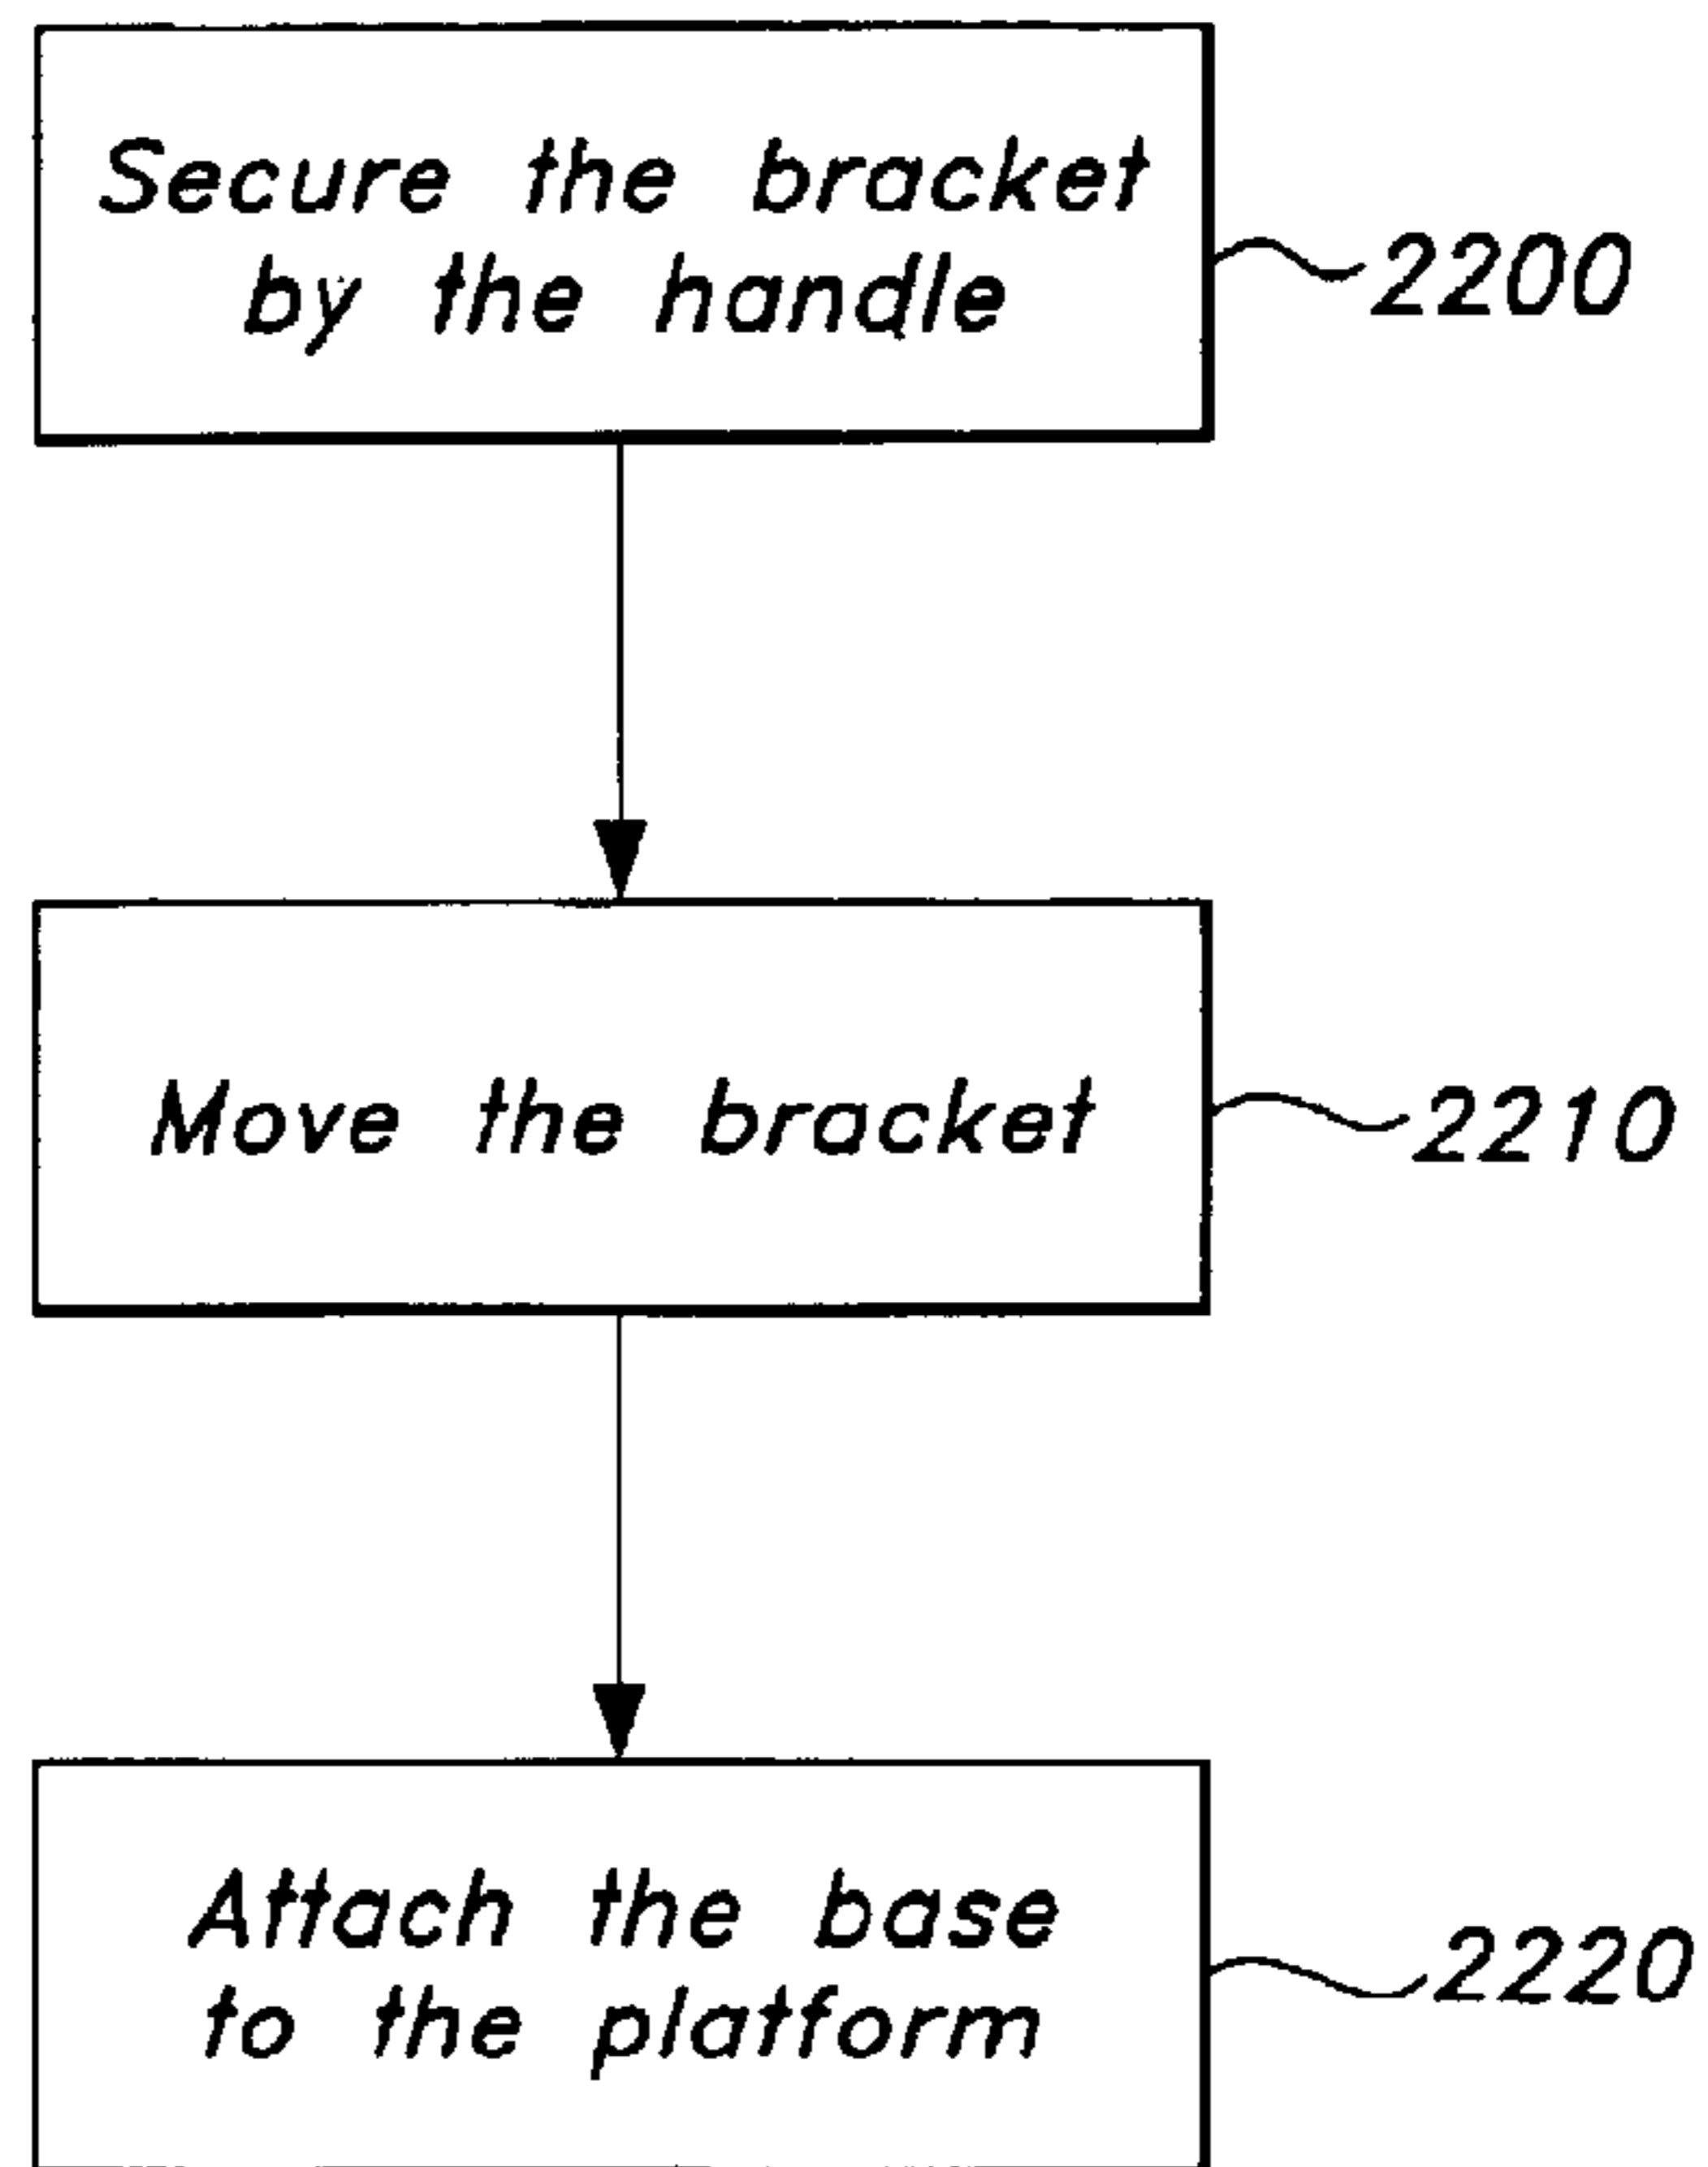 Secure the bracket
by the handle
2200
Move the bracket
2210
Attach the base
to the platform
2220